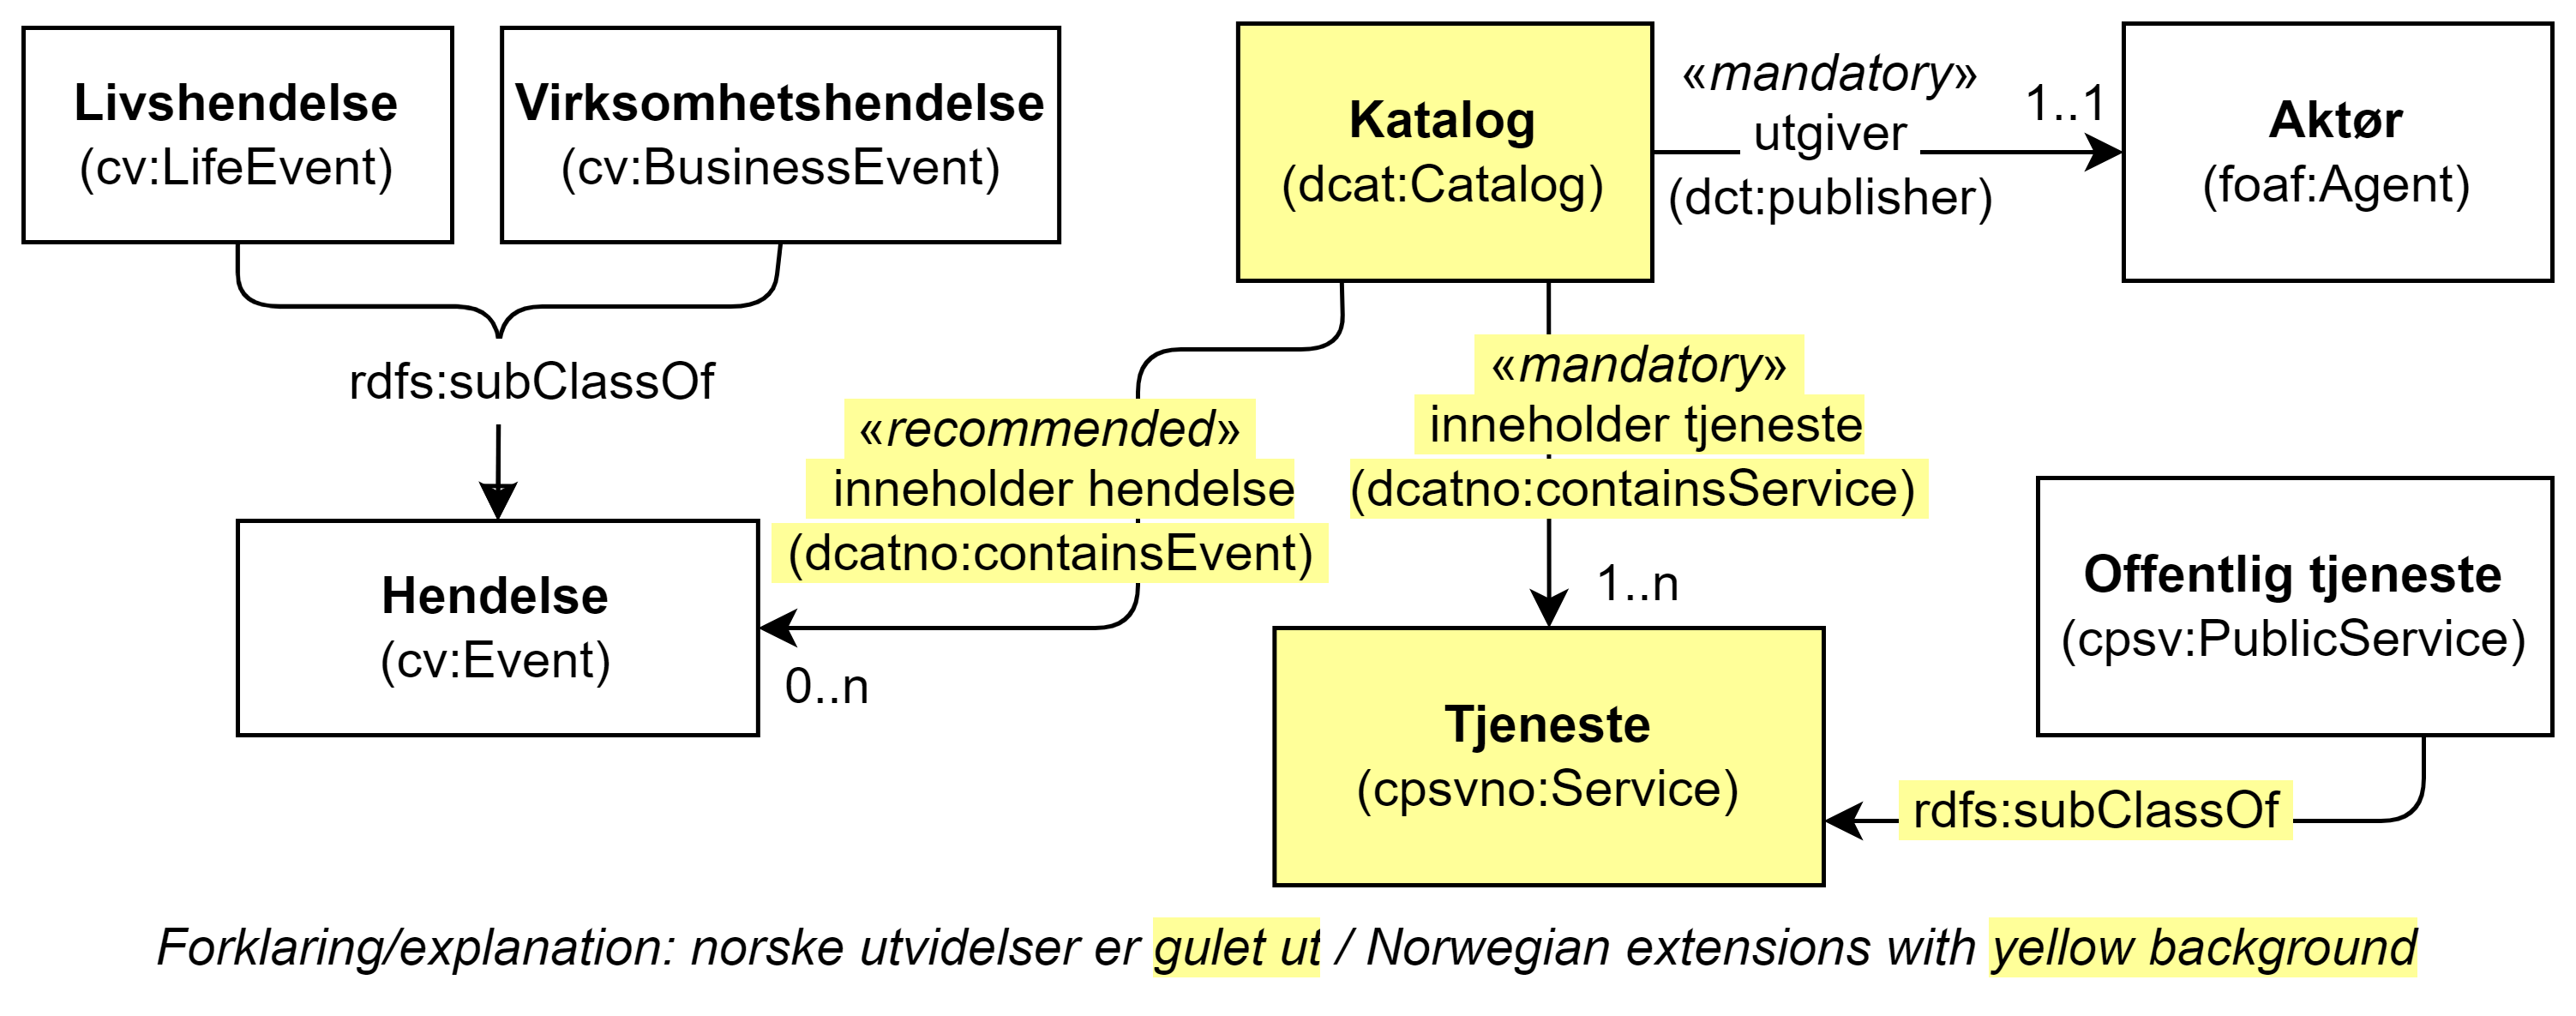 Livshendelse
(cv:LifeEvent)
Virksomhetshendelse
(cv:BusinessEvent)
Katalog
(dcat:Catalog)
«mandatory»
utgiver
(dct:publisher)
1..1
Aktør
(foaf:Agent)
rdfs:subClassOf
«recommended»
inneholder hendelse
(dcatno:containsEvent)
0..n
«mandatory»
inneholder tjeneste
(dcatno:containsService)
1..n
Hendelse
(cv:Event)
Tjeneste
(cpsvno:Service)
Offentlig tjeneste
(cpsv:PublicService)
rdfs:subClassOf
Forklaring/explanation: norske utvidelser er gulet ut / Norwegian extensions with yellow background